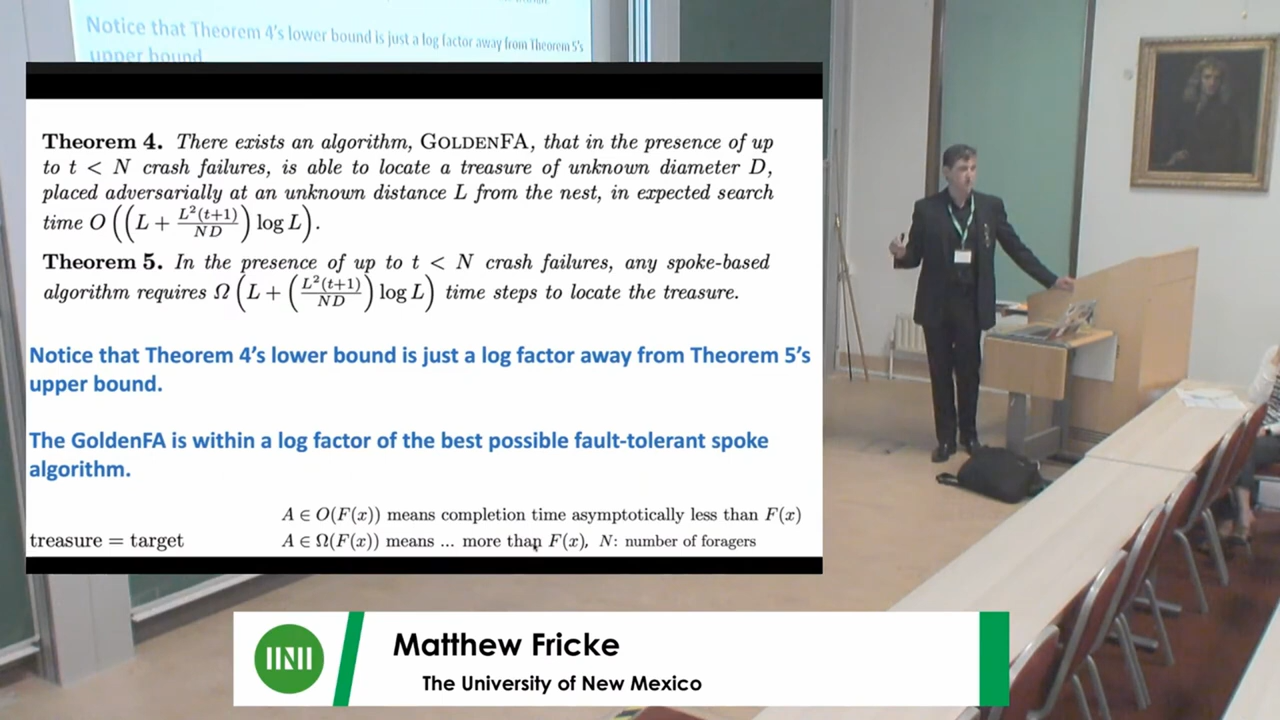 Notice that Theorem 4's lower bound is just a log factor away from Theorem 5's
upper bound
Theorem 4. There exists an algorithm, GOLDENFA, that in the presence of up
to t < N crash failures, is able to locate a treasure of unknown diameter D,
placed adversarially at an unknown distance L from the nest, in expected search
time O((L + L²(t+1)/ND) log L).
Theorem 5. In the presence of up to t < N crash failures, any spoke-based
algorithm requires Ω(L + (L²(t+1)/ND) log L) time steps to locate the treasure.
Notice that Theorem 4's lower bound is just a log factor away from Theorem 5's
upper bound.
The GoldenFA is within a log factor of the best possible fault-tolerant spoke
algorithm.
A ∈ O(F(x)) means completion time asymptotically less than F(x)
treasure = target
A ∈ Ω(F(x)) means ... more than F(x), N: number of foragers
Matthew Fricke
The University of New Mexico